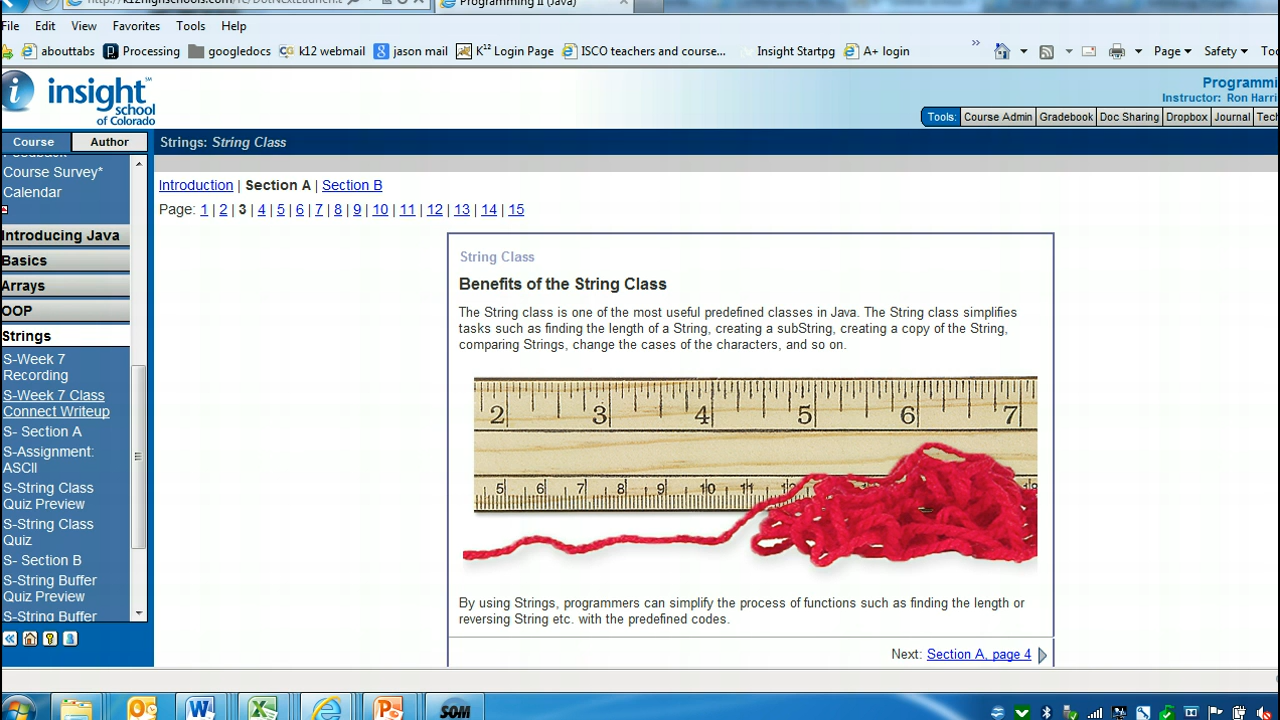 Programming II (Java)
File Edit View Favorites Tools Help
abouttabs Processing googledocs k12 webmail jason mail K¹² Login Page ISCO teachers and course... Insight Startpg A+ login Page Safety
insight
school
of Colorado
Programmi
Instructor: Ron Harri
Tools: Course Admin Gradebook Doc Sharing Dropbox Journal Tech
Course Author
Strings: String Class
Course Survey*
Calendar
Introduction | Section A | Section B
Page: 1 | 2 | 3 | 4 | 5 | 6 | 7 | 8 | 9 | 10 | 11 | 12 | 13 | 14 | 15
Introducing Java
Basics
Arrays
OOP
Strings
S-Week 7
Recording
S-Week 7 Class
Connect Writeup
S- Section A
S-Assignment:
ASCII
S-String Class
Quiz Preview
S-String Class
Quiz
S- Section B
S-String Buffer
Quiz Preview
S-String Buffer
String Class
Benefits of the String Class
The String class is one of the most useful predefined classes in Java. The String class simplifies
tasks such as finding the length of a String, creating a subString, creating a copy of the String,
comparing Strings, change the cases of the characters, and so on.
2 3 4 5 6 7
5 6 7 8 9 10 11 12
By using Strings, programmers can simplify the process of functions such as finding the length or
reversing String etc. with the predefined codes.
Next: Section A, page 4
SOM